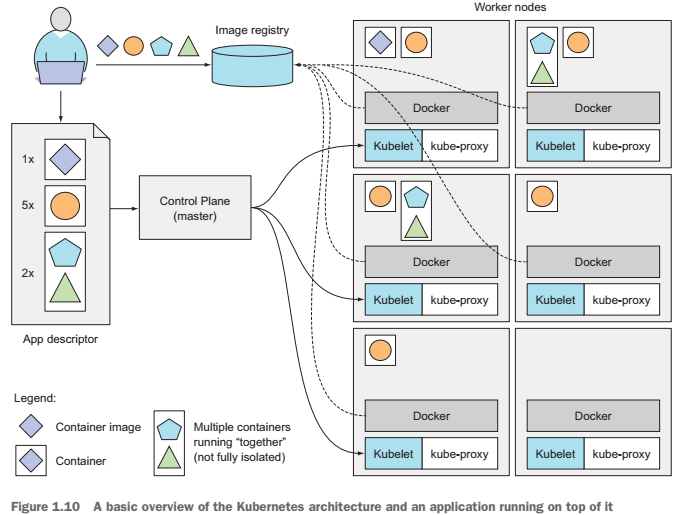 Worker nodes
Image registry
Docker
Kubelet kube-proxy
Docker
Kubelet kube-proxy
1x
5x
2x
App descriptor
Control Plane
(master)
Docker
Kubelet kube-proxy
Docker
Kubelet kube-proxy
Docker
Kubelet kube-proxy
Docker
Kubelet kube-proxy
Legend:
Container image
Container
Multiple containers
running “together”
(not fully isolated)
Figure 1.10 A basic overview of the Kubernetes architecture and an application running on top of it